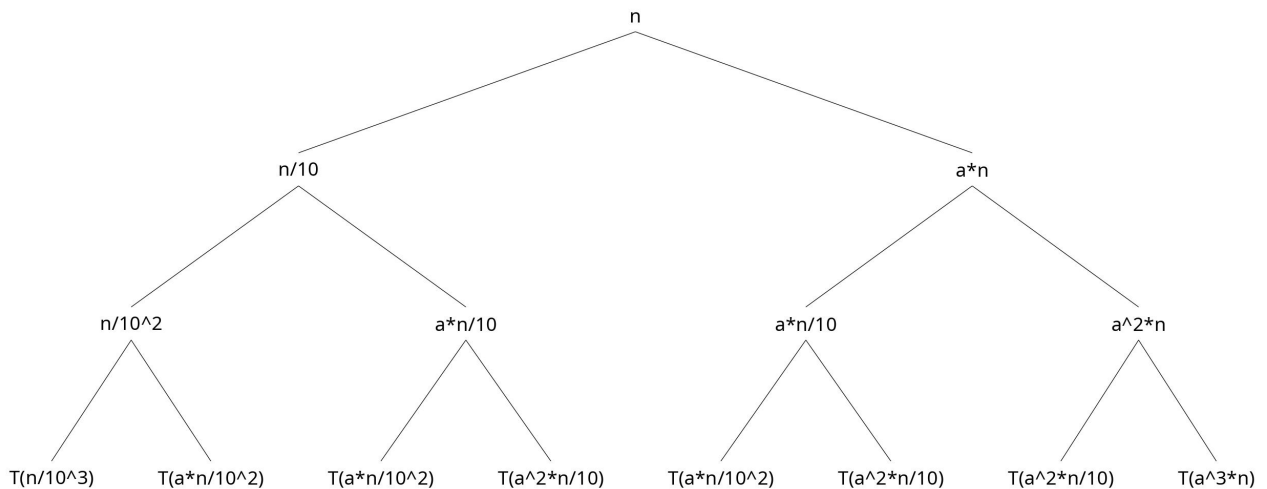 n
n/10 a*n
n/10^2 a*n/10 a*n/10 a^2*n
T(n/10^3) T(a*n/10^2) T(a*n/10^2) T(a^2*n/10) T(a*n/10^2) T(a^2*n/10) T(a^2*n/10) T(a^3*n)